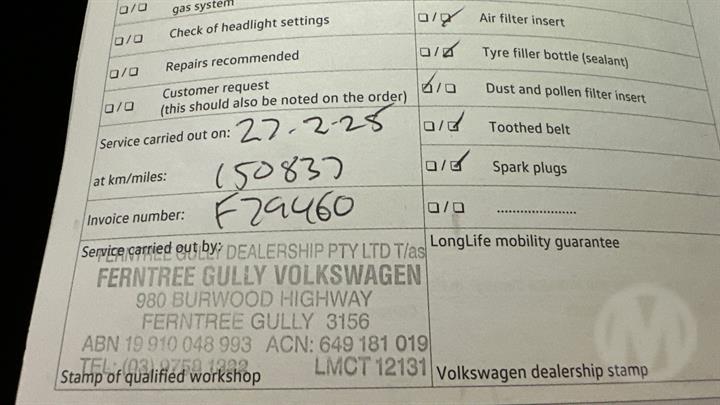 gas system
Check of headlight settings
Repairs recommended
Customer request
(this should also be noted on the order)
Service carried out on: 27-2-25
at km/miles: 150837
Invoice number: F29460
Air filter insert
Tyre filler bottle (sealant)
Dust and pollen filter insert
Toothed belt
Spark plugs
.....................
Service carried out by:
FERNTREE GULLY DEALERSHIP PTY LTD T/as
FERNTREE GULLY VOLKSWAGEN
980 BURWOOD HIGHWAY
FERNTREE GULLY 3156
ABN 19 910 048 993 ACN: 649 181 019
TEL: (03) LMCT 12131
Stamp of qualified workshop
LongLife mobility guarantee
Volkswagen dealership stamp
M